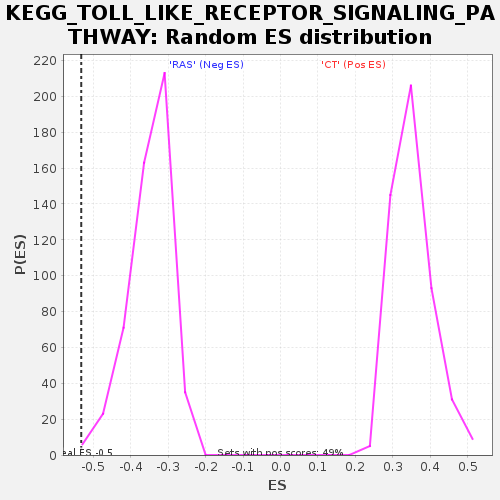 KEGG_TOLL_LIKE_RECEPTOR_SIGNALING_PA
THWAY: Random ES distribution
'RAS' (Neg ES) 'CT' (Pos ES)
220
200
180
160
140
120
100
80
60
40
20
0
P(ES)
ES -0.5 Sets with pos scores: 49%
-0.5 -0.4 -0.3 -0.2 -0.1 0.0 0.1 0.2 0.3 0.4 0.5
ES